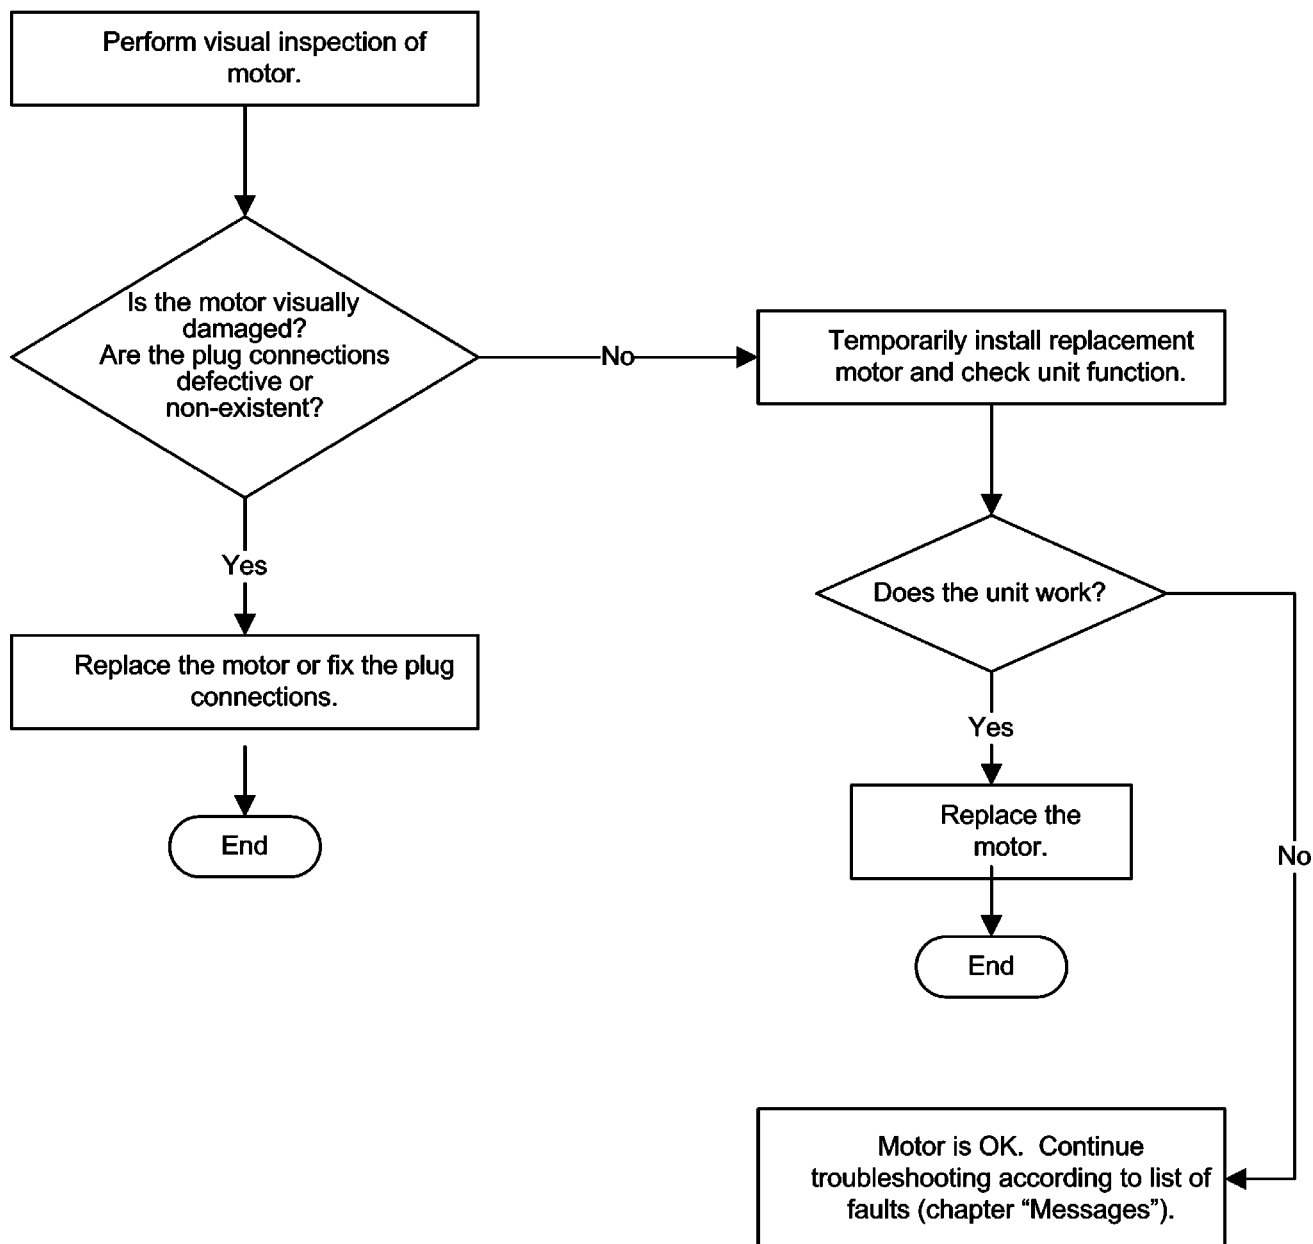 Perform visual inspection of
motor.
Is the motor visually
damaged?
Are the plug connections
defective or
non-existent?
No
Temporarily install replacement
motor and check unit function.
Yes
Does the unit work?
Replace the motor or fix the plug
connections.
Yes
Replace the
motor.
End
No
End
Motor is OK.  Continue
troubleshooting according to list of
faults (chapter “Messages”).